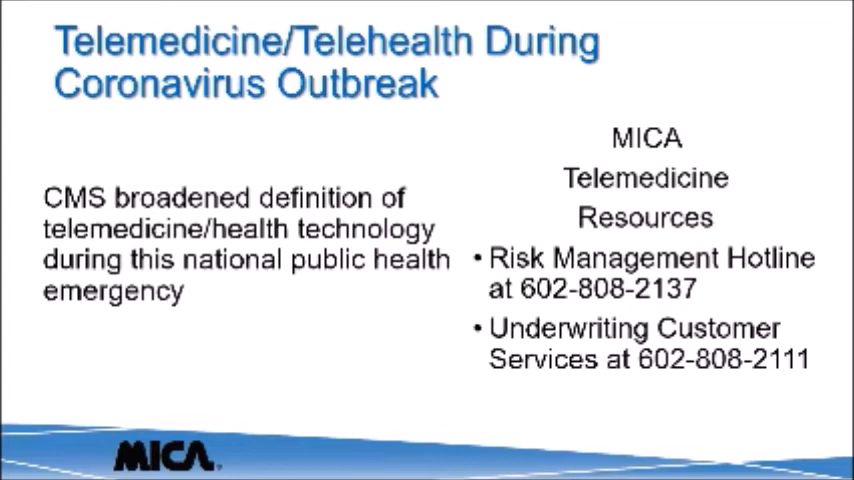 Telemedicine/Telehealth During
Coronavirus Outbreak
CMS broadened definition of
telemedicine/health technology
during this national public health
emergency
MICA
Telemedicine
Resources
• Risk Management Hotline
at 602-808-2137
• Underwriting Customer
Services at 602-808-2111
MICA